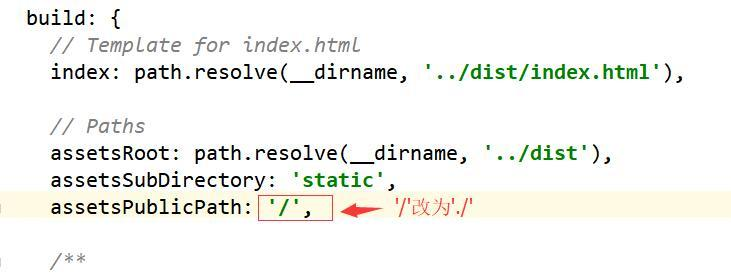 build: {
// Template for index.html
index: path.resolve(__dirname, '../dist/index.html'),
// Paths
assetsRoot: path.resolve(__dirname, '../dist'),
assetsSubDirectory: 'static',
assetsPublicPath: '/', '/'改为'./'
/**